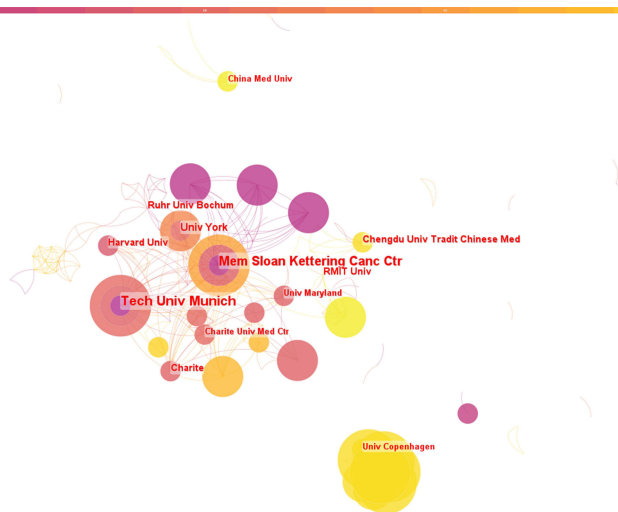 China Med Univ
Ruhr Univ Bochum
Univ York
Harvard Univ
Chengdu Univ Tradit Chinese Med
Mem Sloan Kettering Canc Ctr
RMIT Univ
Univ Maryland
Tech Univ Munich
Charite Univ Med Ctr
Charite
Univ Copenhagen